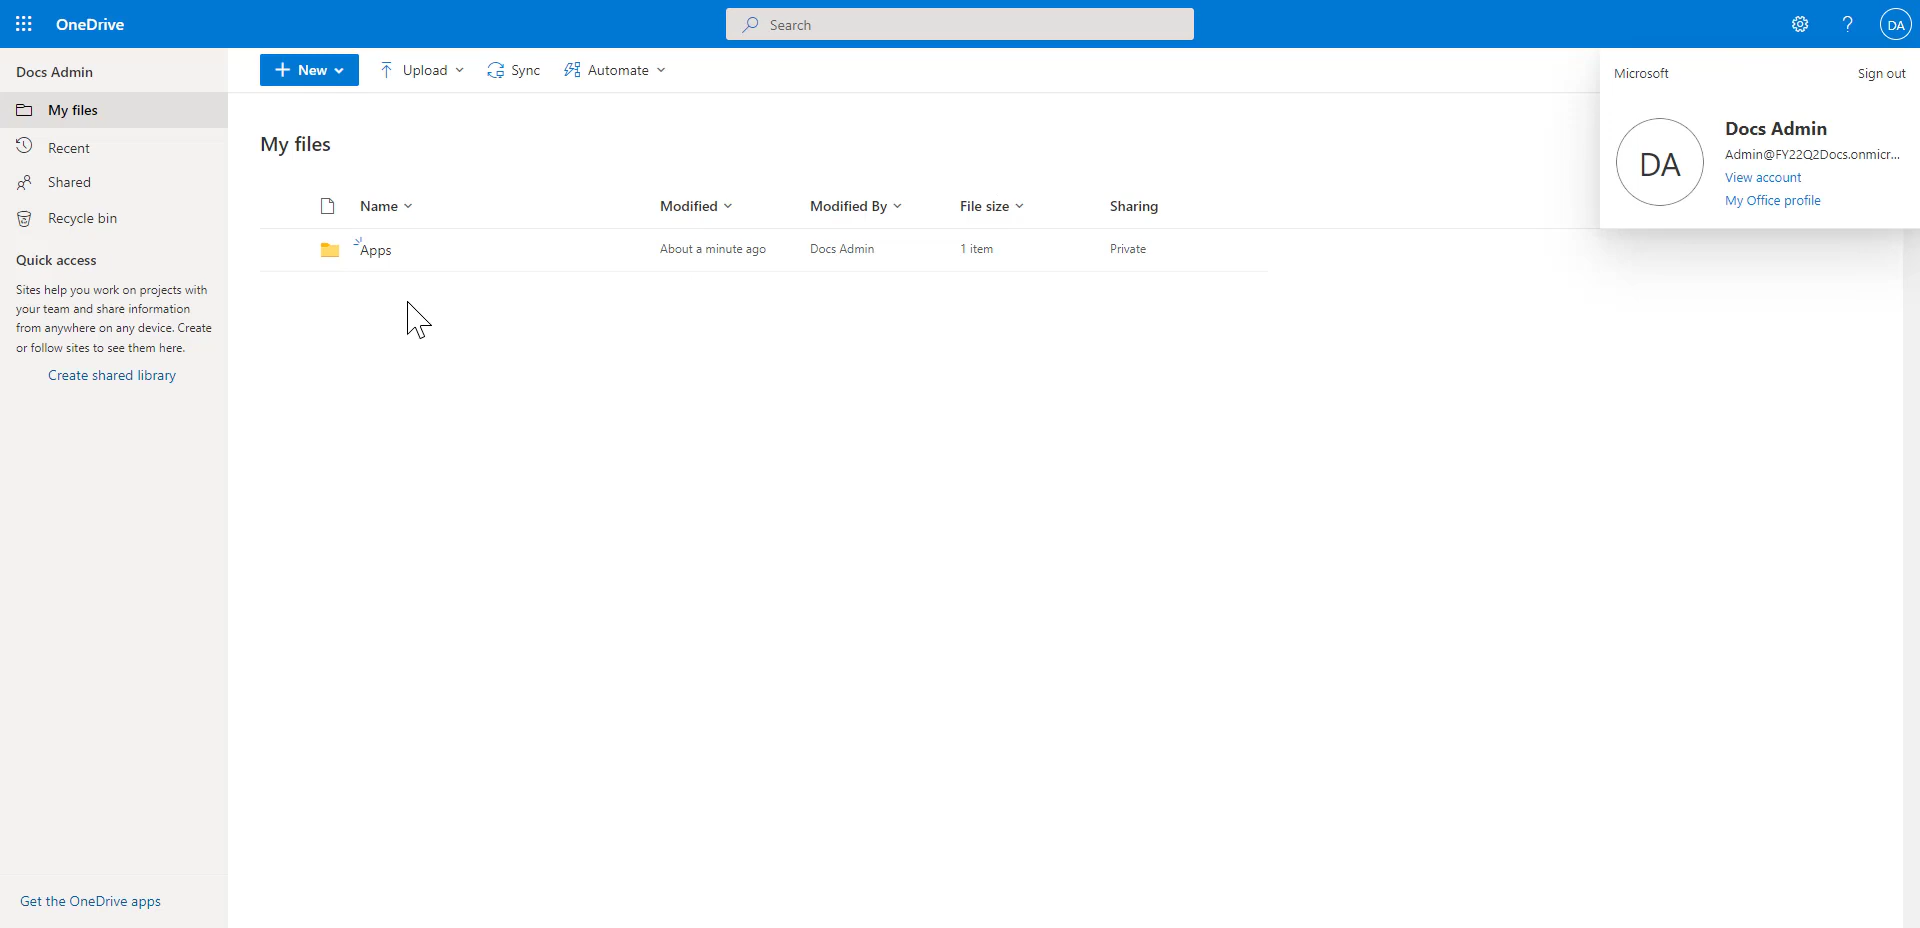 OneDrive
Search
?
DA
Docs Admin
My files
Recent
Shared
Recycle bin
Quick access
Sites help you work on projects with
your team and share information
from anywhere on any device. Create
or follow sites to see them here.
Create shared library
Get the OneDrive apps
New
Upload
Sync
Automate
My files
Name
Modified
Modified By
File size
Sharing
Apps
About a minute ago
Docs Admin
1 item
Private
Microsoft
Sign out
DA
Docs Admin
Admin@FY22Q2Docs.onmicr...
View account
My Office profile